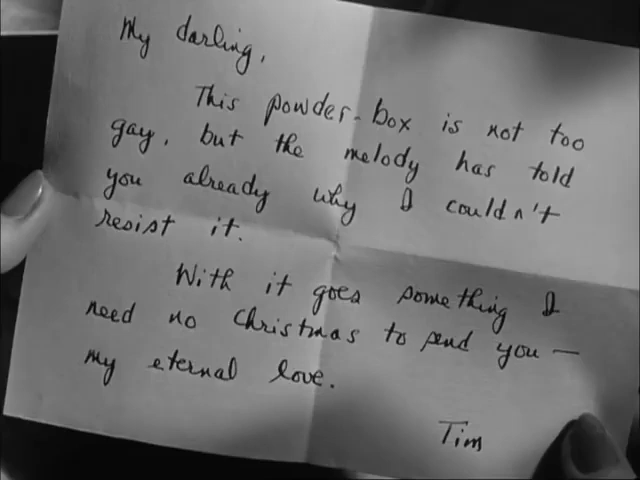 My darling,
This powder-box is not too
gay, but the melody has told
you already why I couldn't
resist it.
With it goes something I
need no Christmas to send you —
my eternal love.
Tim